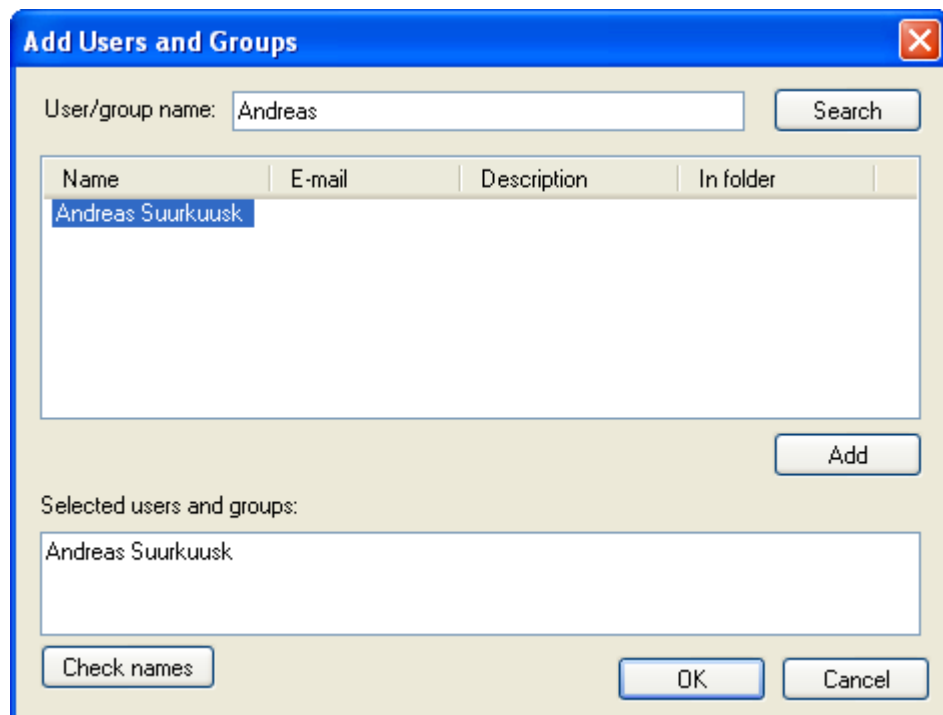 Add Users and Groups
User/group name: Andreas Search
Name E-mail Description In folder
Andreas Suurkuusk
Add
Selected users and groups:
Andreas Suurkuusk
Check names OK Cancel